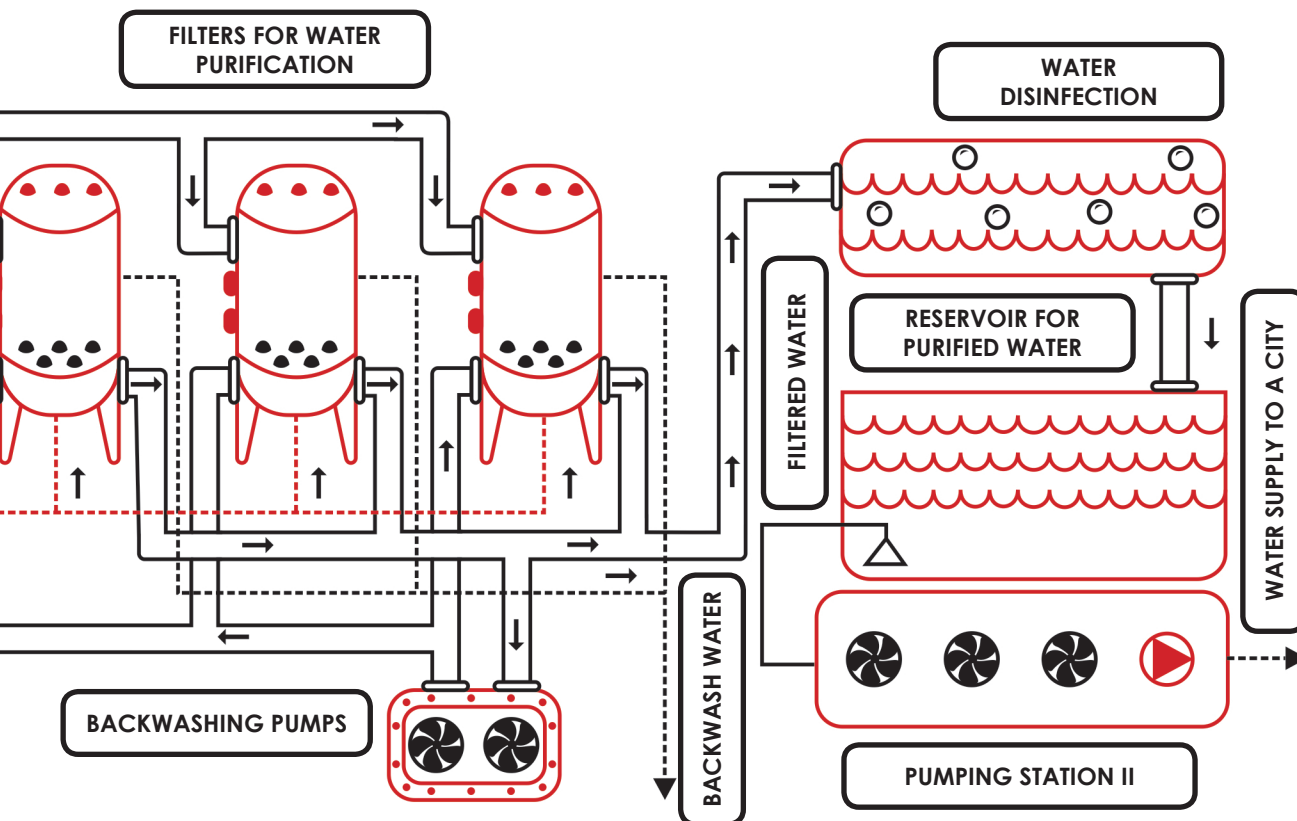 FILTERS FOR WATER
PURIFICATION
WATER
DISINFECTION
FILTERED WATER
RESERVOIR FOR
PURIFIED WATER
WATER SUPPLY TO A CITY
BACKWASHING PUMPS
BACKWASH WATER
PUMPING STATION II